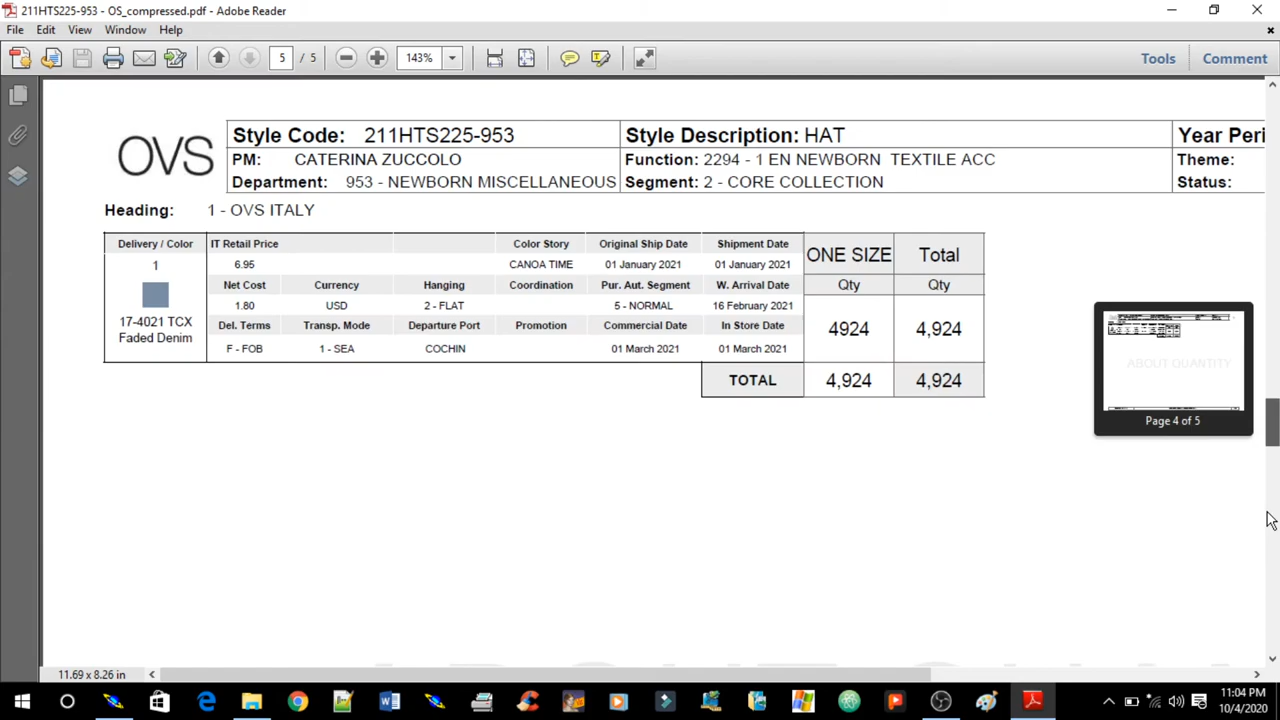 211HTS225-953 - OS_compressed.pdf - Adobe Reader
File Edit View Window Help
5 / 5 143% Tools Comment
OVS
Style Code: 211HTS225-953 Style Description: HAT Year Peri
PM: CATERINA ZUCCOLO Function: 2294 - 1 EN NEWBORN TEXTILE ACC Theme:
Department: 953 - NEWBORN MISCELLANEOUS Segment: 2 - CORE COLLECTION Status:
Heading: 1 - OVS ITALY
Delivery / Color IT Retail Price Color Story Original Ship Date Shipment Date ONE SIZE Total
1 6.95 CANOA TIME 01 January 2021 01 January 2021
Net Cost Currency Hanging Coordination Pur. Aut. Segment W. Arrival Date Qty Qty
1.80 USD 2 - FLAT 5 - NORMAL 16 February 2021
17-4021 TCX Del. Terms Transp. Mode Departure Port Promotion Commercial Date In Store Date 4924 4,924
Faded Denim F - FOB 1 - SEA COCHIN 01 March 2021 01 March 2021
TOTAL 4,924 4,924
ABOUT QUANTITY
Page 4 of 5
11.69 x 8.26 in
11:04 PM
10/4/2020